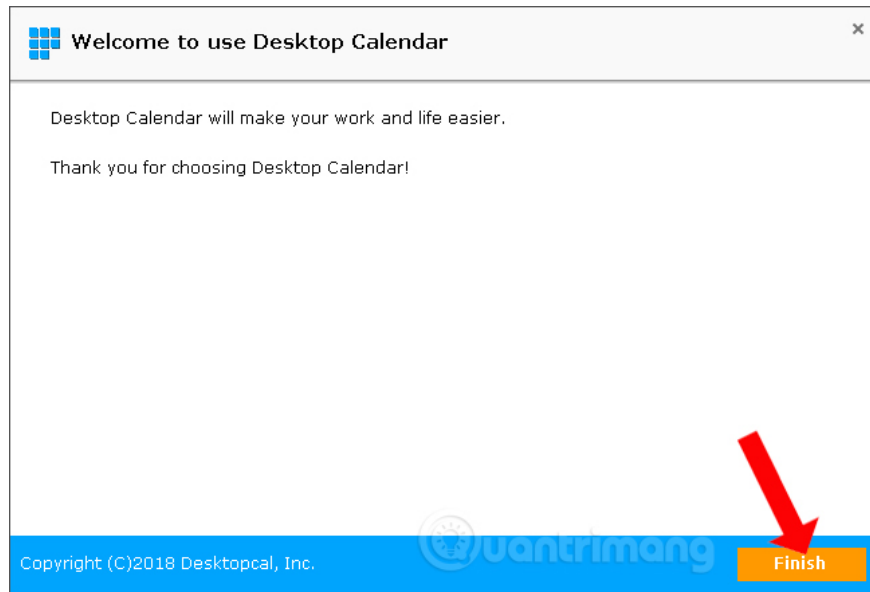 Welcome to use Desktop Calendar
×
Desktop Calendar will make your work and life easier.
Thank you for choosing Desktop Calendar!
Quantrimang
Copyright (C)2018 Desktopcal, Inc.
Finish